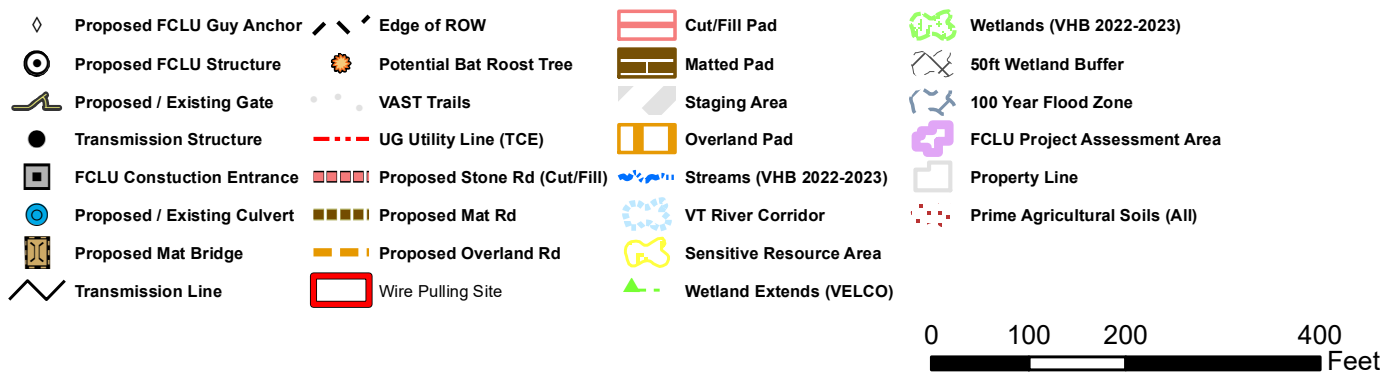 Proposed FCLU Guy Anchor
Proposed FCLU Structure
Proposed / Existing Gate
Transmission Structure
FCLU Constuction Entrance
Proposed / Existing Culvert
Proposed Mat Bridge
Transmission Line
Edge of ROW
Potential Bat Roost Tree
VAST Trails
UG Utility Line (TCE)
Proposed Stone Rd (Cut/Fill)
Proposed Mat Rd
Proposed Overland Rd
Wire Pulling Site
Cut/Fill Pad
Matted Pad
Staging Area
Overland Pad
Streams (VHB 2022-2023)
VT River Corridor
Sensitive Resource Area
Wetland Extends (VELCO)
Wetlands (VHB 2022-2023)
50ft Wetland Buffer
100 Year Flood Zone
FCLU Project Assessment Area
Property Line
Prime Agricultural Soils (All)
0 100 200 400
Feet